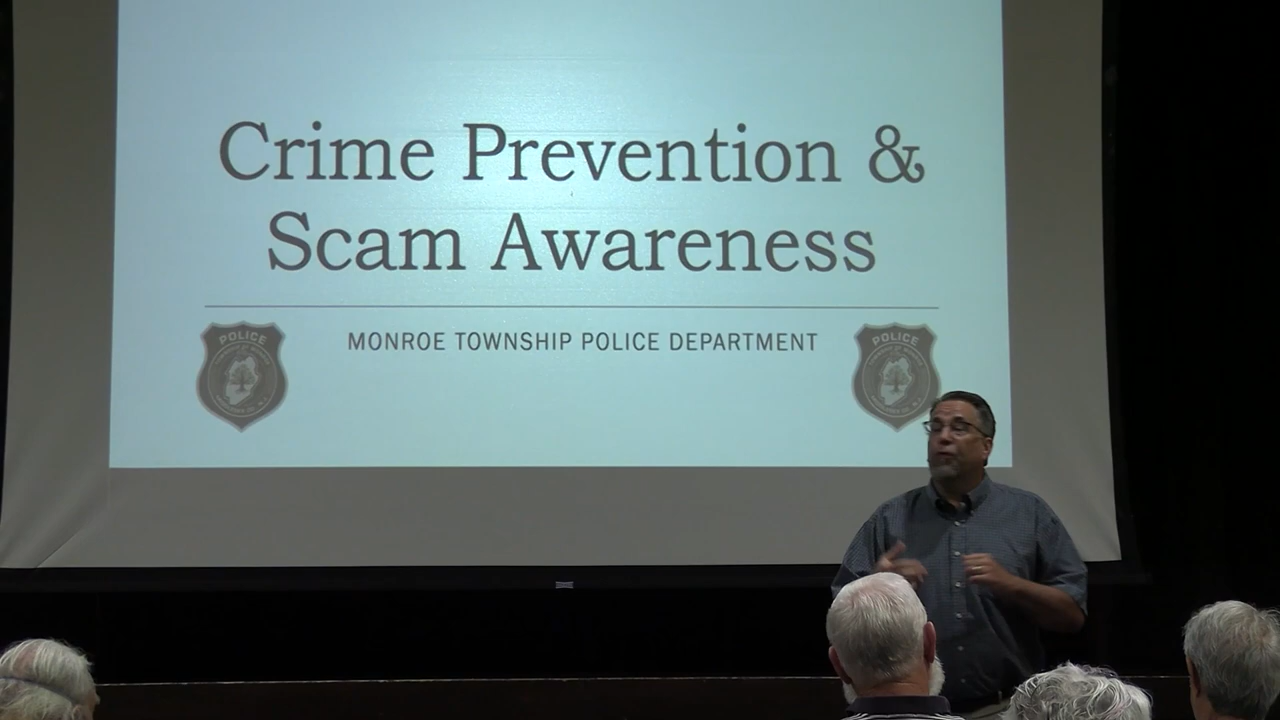 Crime Prevention &
Scam Awareness
MONROE TOWNSHIP POLICE DEPARTMENT
POLICE
POLICE